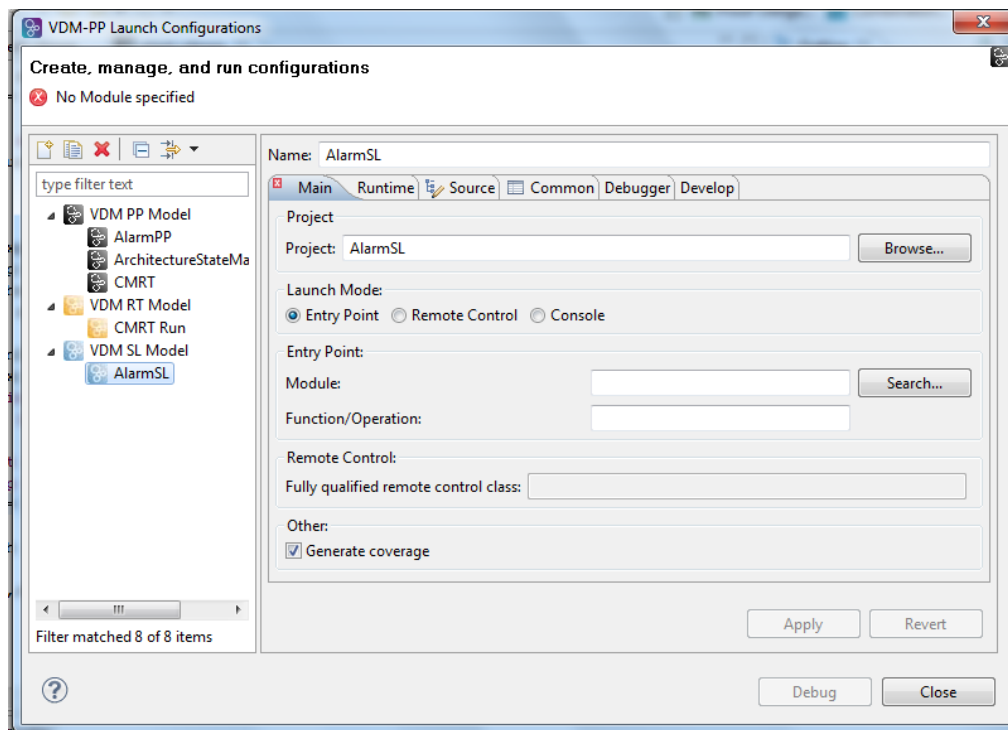 VDM-PP Launch Configurations
Create, manage, and run configurations
No Module specified
Name: AlarmSL
type filter text
Main Runtime Source Common Debugger Develop
VDM PP Model
AlarmPP
ArchitectureStateMa
CMRT
VDM RT Model
CMRT Run
VDM SL Model
AlarmSL
Project
Project: AlarmSL Browse...
Launch Mode:
Entry Point Remote Control Console
Entry Point:
Module: Search...
Function/Operation:
Remote Control:
Fully qualified remote control class:
Other:
Generate coverage
Filter matched 8 of 8 items
Apply Revert
Debug Close